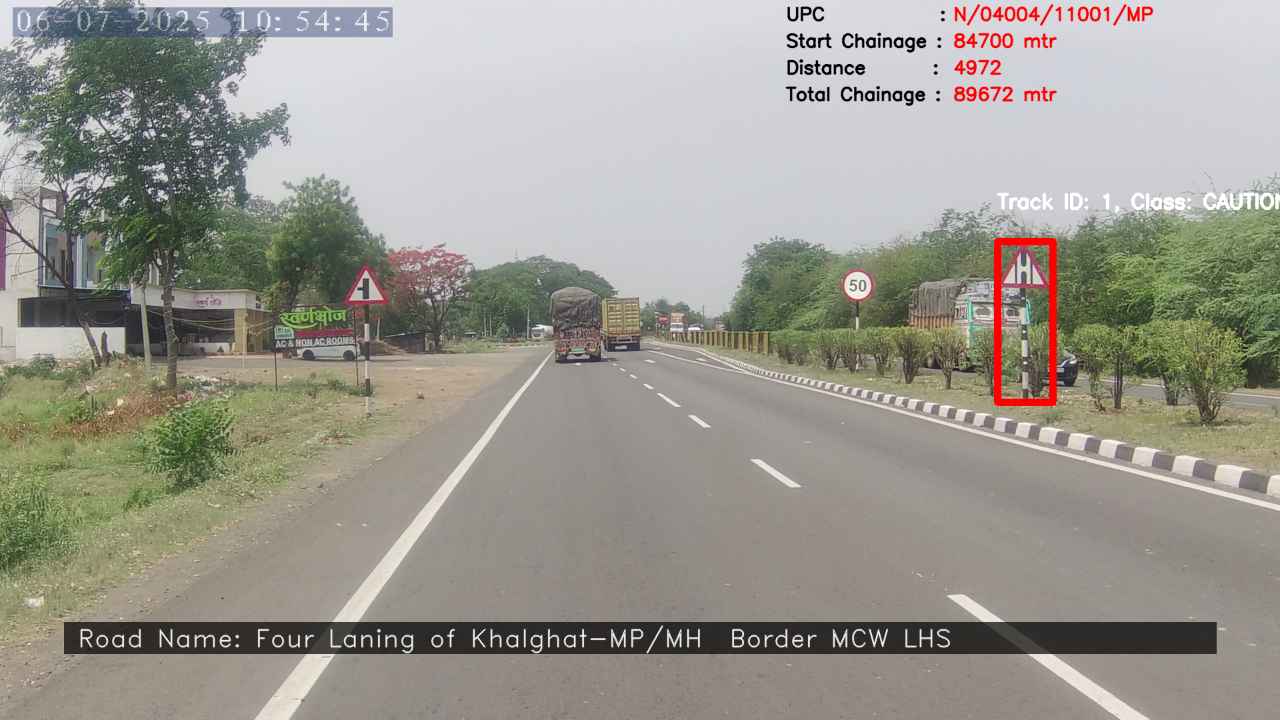 06-07-2025 10:54:45
UPC : N/04004/11001/MP
Start Chainage : 84700 mtr
Distance : 4972
Total Chainage : 89672 mtr
Track ID: 1, Class: CAUTION
50
स्वर्णभोज
AC & NON AC ROOMS
Road Name: Four Laning of Khalghat-MP/MH Border MCW LHS